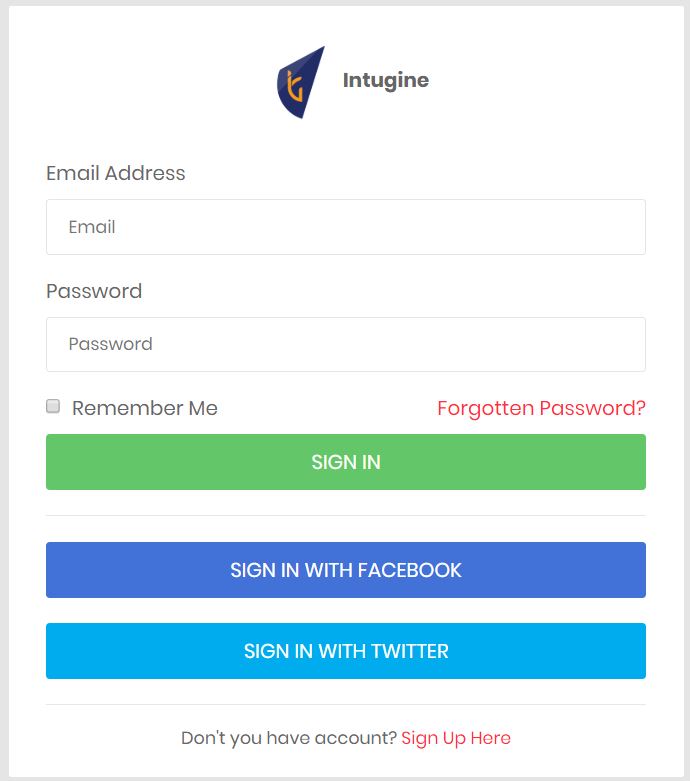 Intugine
Email Address
Email
Password
Password
Remember Me Forgotten Password?
SIGN IN
SIGN IN WITH FACEBOOK
SIGN IN WITH TWITTER
Don't you have account? Sign Up Here